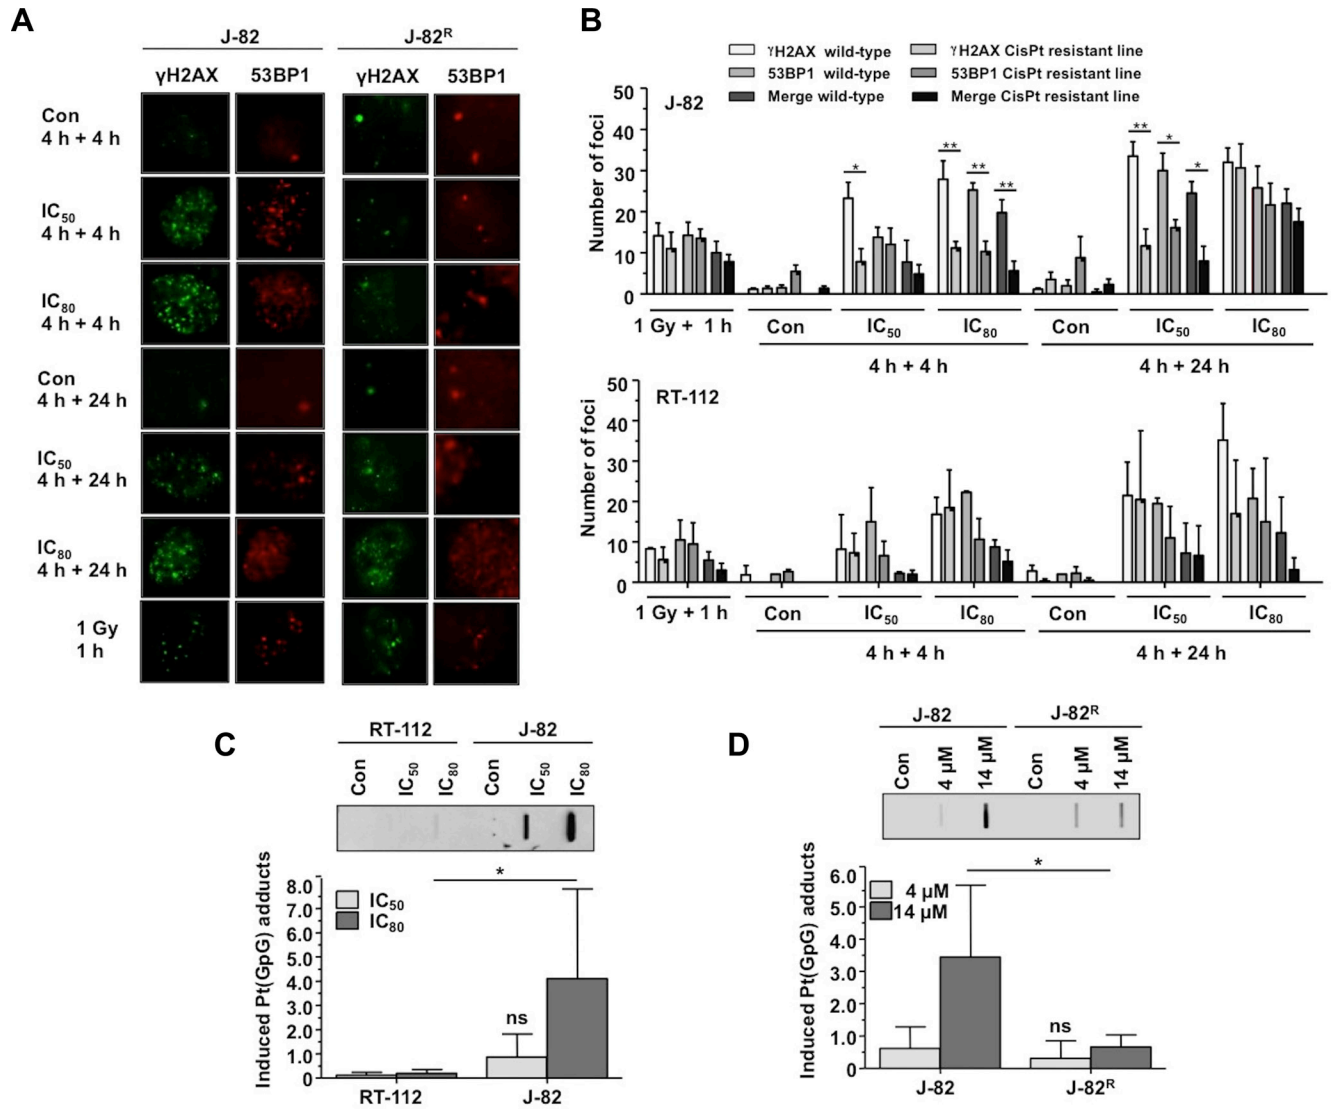 A
J-82
J-82R
γH2AX 53BP1 γH2AX 53BP1
Con
4 h + 4 h
IC50
4 h + 4 h
IC80
4 h + 4 h
Con
4 h + 24 h
IC50
4 h + 24 h
IC80
4 h + 24 h
1 Gy
1 h
B
γH2AX wild-type
γH2AX CisPt resistant line
53BP1 wild-type
53BP1 CisPt resistant line
Merge wild-type
Merge CisPt resistant line
J-82
Number of foci
50
40
30
20
10
0
* ** ** ** ** * *
1 Gy + 1 h Con IC50 IC80 Con IC50 IC80
4 h + 4 h 4 h + 24 h
RT-112
Number of foci
50
40
30
20
10
0
1 Gy + 1 h Con IC50 IC80 Con IC50 IC80
4 h + 4 h 4 h + 24 h
C
RT-112 J-82
Con IC50 IC80 Con IC50 IC80
Induced Pt(GpG) adducts
8.0
7.0
6.0
5.0
4.0
3.0
2.0
1.0
0
IC50
IC80
*
ns
RT-112 J-82
D
J-82 J-82R
Con 4 µM 14 µM Con 4 µM 14 µM
Induced Pt(GpG) adducts
6.0
5.0
4.0
3.0
2.0
1.0
0
4 µM
14 µM
*
ns
J-82 J-82R